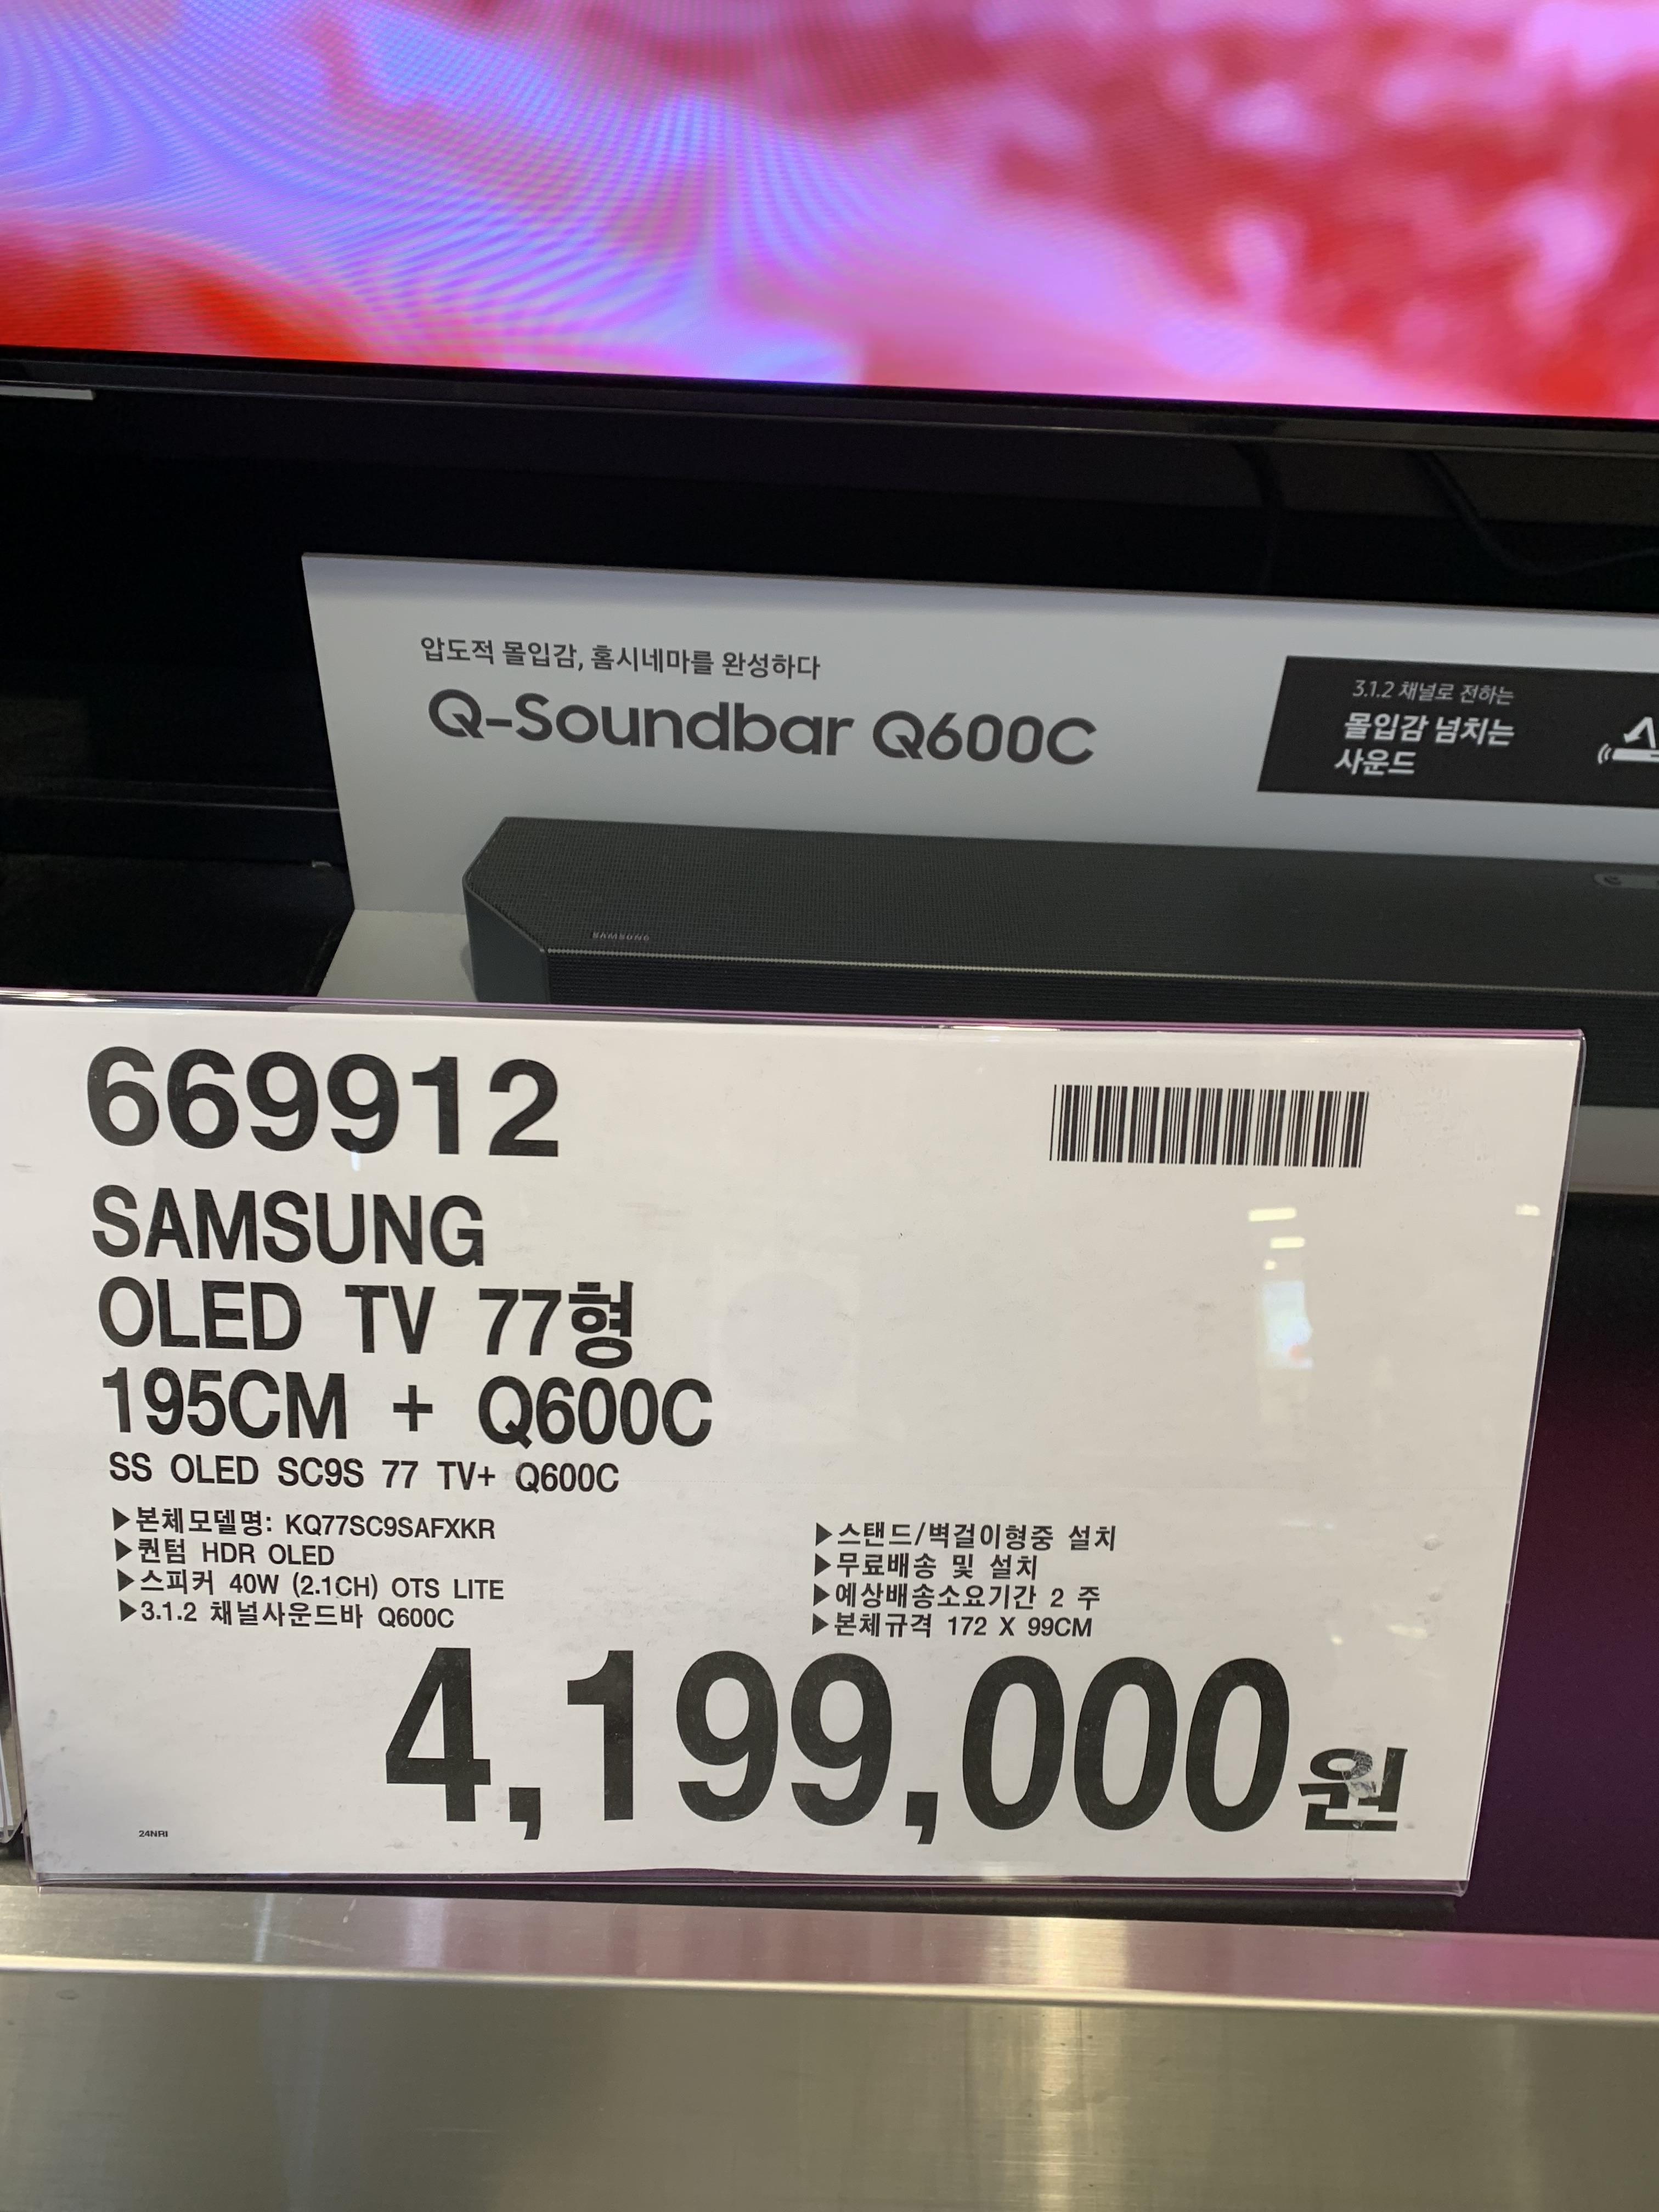 압도적 몰입감, 홈시네마를 완성하다
Q-Soundbar Q600C
3.1.2 채널로 전하는
몰입감 넘치는
사운드
SAMSUNG
669912
SAMSUNG
OLED TV 77형
195CM + Q600C
SS OLED SC9S 77 TV+ Q600C
▶본체모델명: KQ77SC9SAFXKR
▶퀀텀 HDR OLED
▶스피커 40W (2.1CH) OTS LITE
▶3.1.2 채널사운드바 Q600C
▶스탠드/벽걸이형중 설치
▶무료배송 및 설치
▶예상배송소요기간 2 주
▶본체규격 172 X 99CM
4,199,000원
24NRI